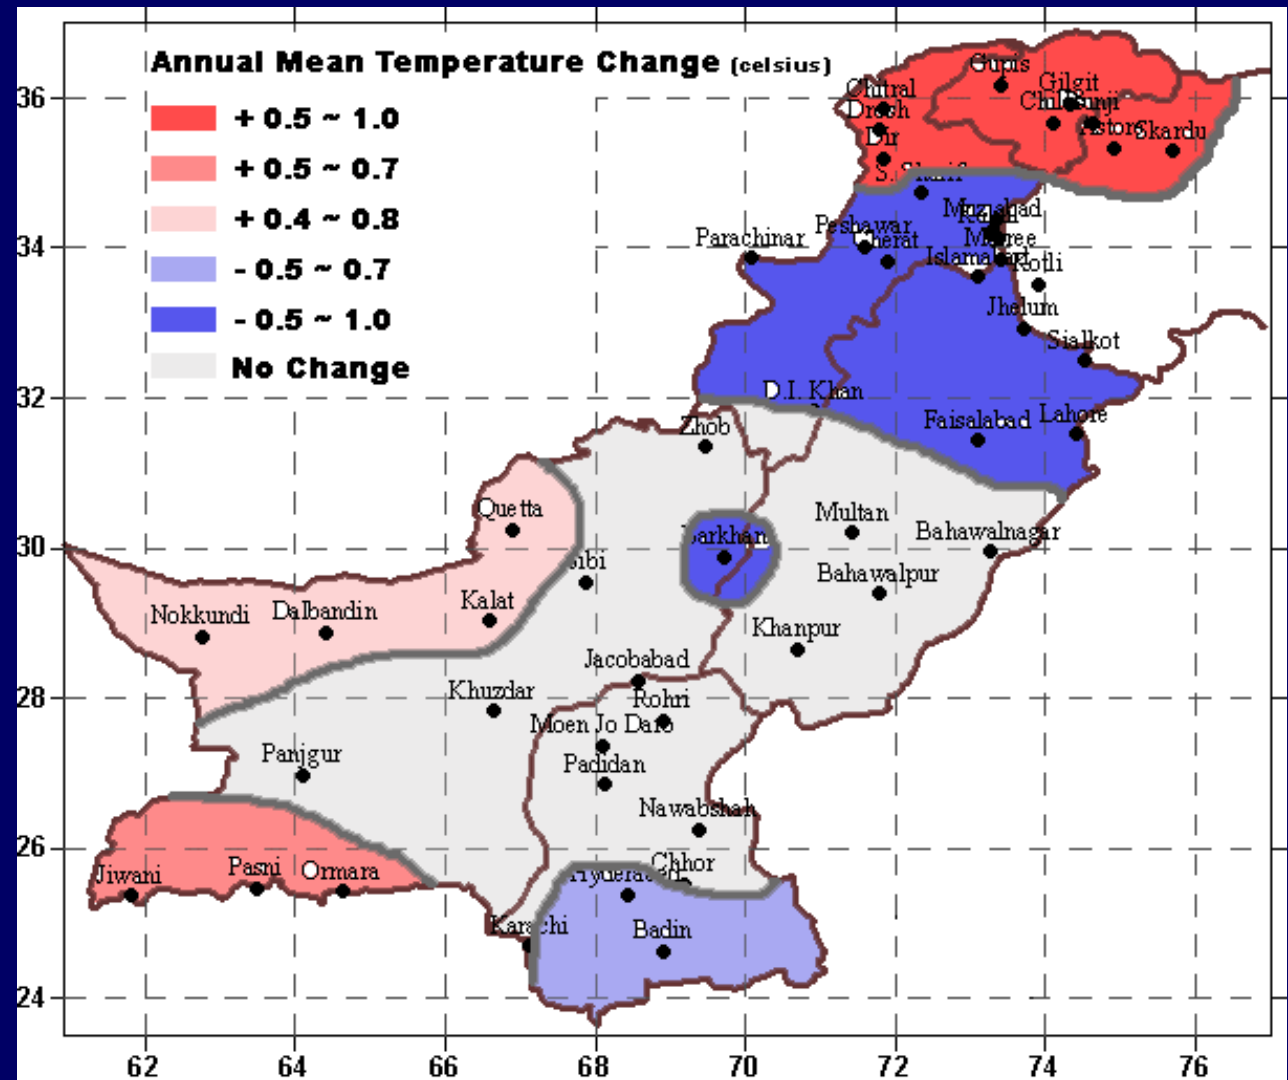 Annual Mean Temperature Change (celsius)
+ 0.5 ~ 1.0
+ 0.5 ~ 0.7
+ 0.4 ~ 0.8
- 0.5 ~ 0.7
- 0.5 ~ 1.0
No Change
36
34
32
30
28
26
24
62
64
66
68
70
72
74
76
Gupis
Chitral
Gilgit
Drosh
Dir
Astore
Skardu
Peshawar
Parachinar
Cherat
Murree
Islamabad
Kotli
Jhelum
Sialkot
D.I. Khan
Zhob
Faisalabad
Lahore
Quetta
Multan
Barkhan
Bahawalnagar
Sibi
Bahawalpur
Nokkundi
Dalbandin
Kalat
Khanpur
Jacobabad
Khuzdar
Rohri
Moen Jo Daro
Panjgur
Padidan
Nawabshah
Chhor
Jiwani
Pasni
Ormara
Hyderabad
Karachi
Badin